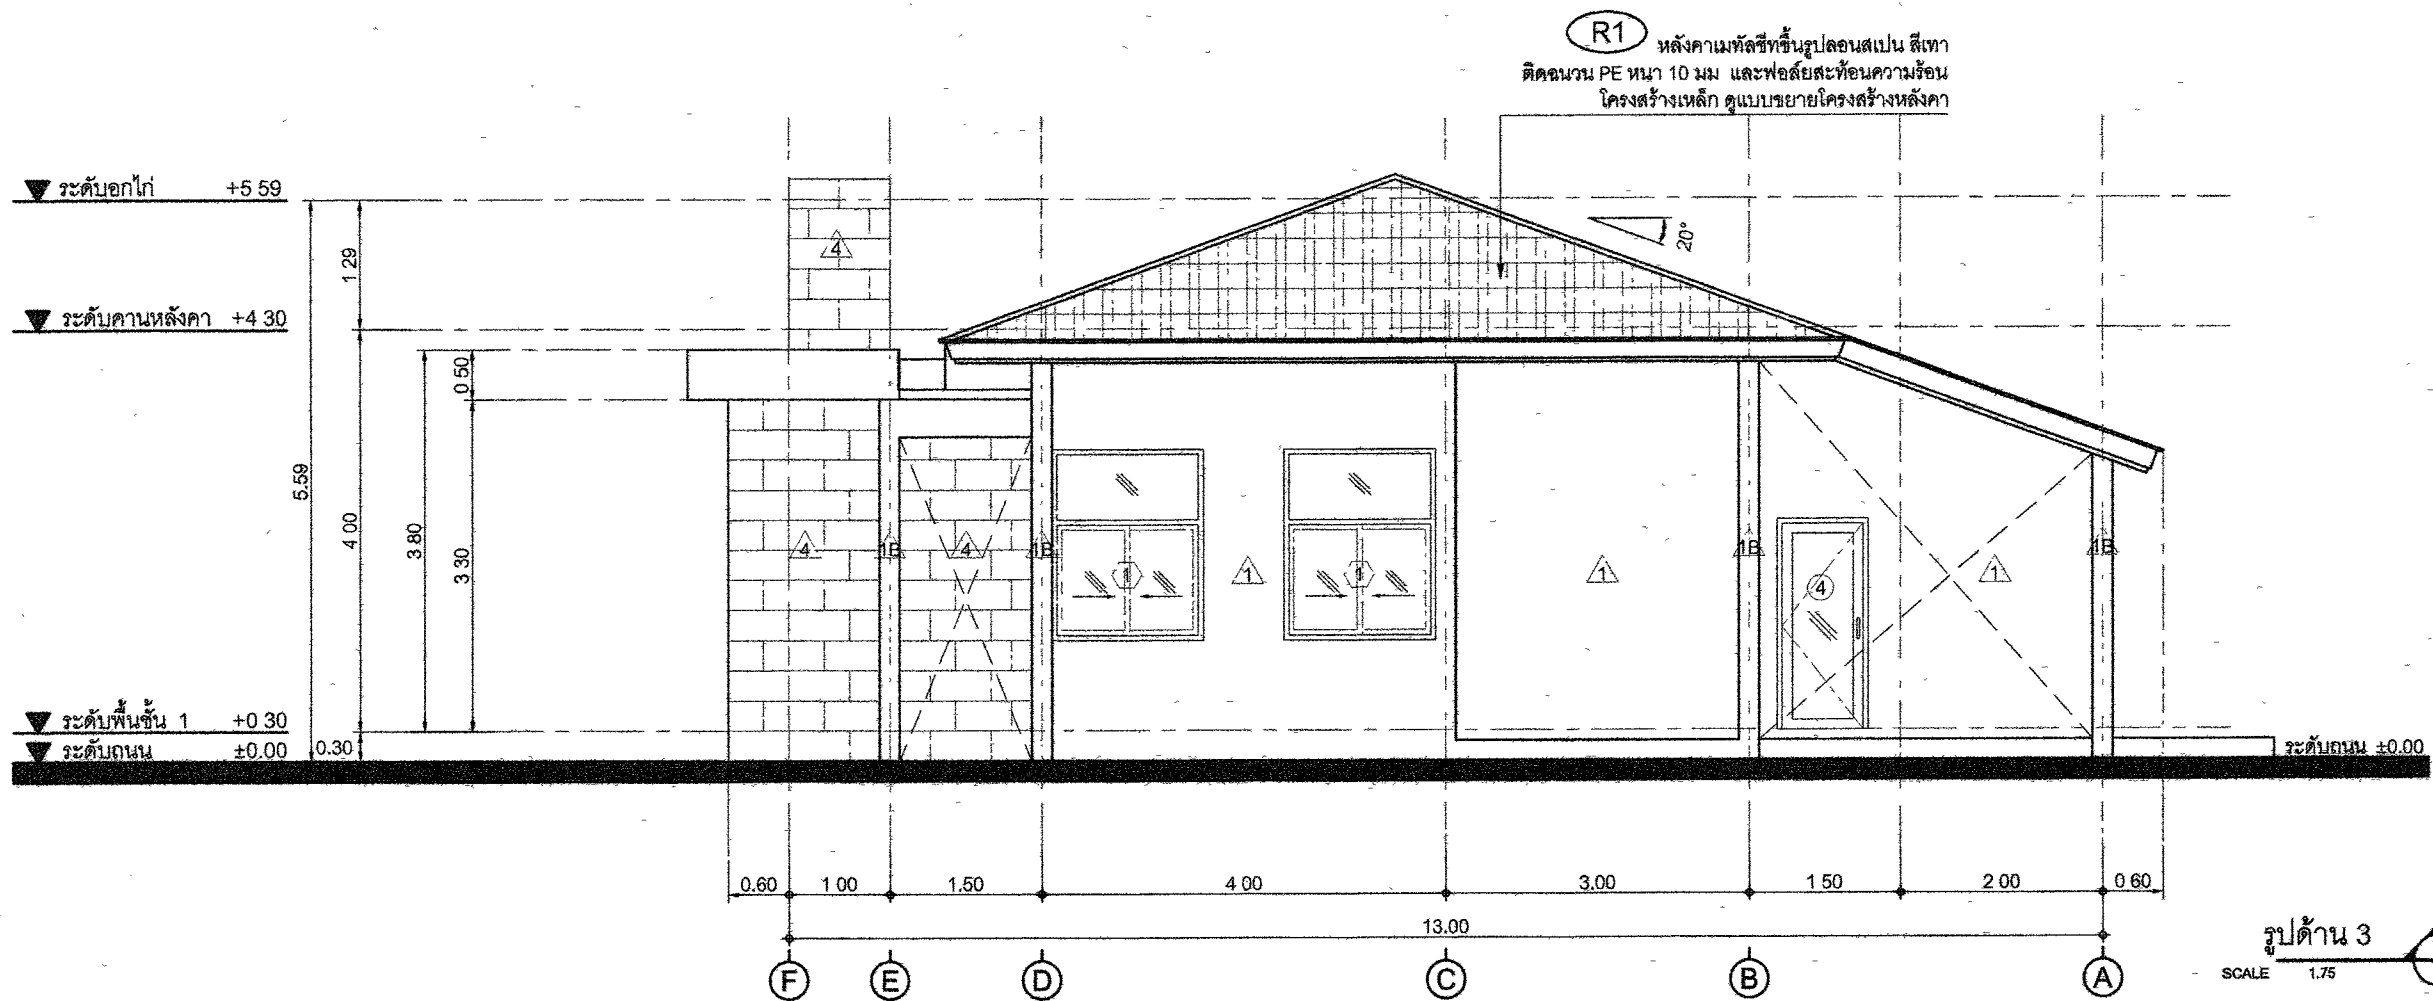 R1
หลังคาเมทัลชีทขึ้นรูปลอนสเปน สีเทา
ติดฉนวน PE หนา 10 มม และฟอล์ยสะท้อนความร้อน
โครงสร้างเหล็ก ดูแบบขยายโครงสร้างหลังคา
ระดับอกไก่ +5 59
20°
4
1 29
ระดับคานหลังคา +4 30
0 50
5.59
4 00
3 80
3 30
4
1B
4
1B
1
1
1
1
1B
4
1
1B
ระดับพื้นชั้น 1 +0 30
ระดับถนน ±0.00
0.30
ระดับถนน ±0.00
0.60 1 00 1.50 4 00 3.00 1 50 2 00 0 60
13.00
F E D C B A
รูปด้าน 3
SCALE 1.75